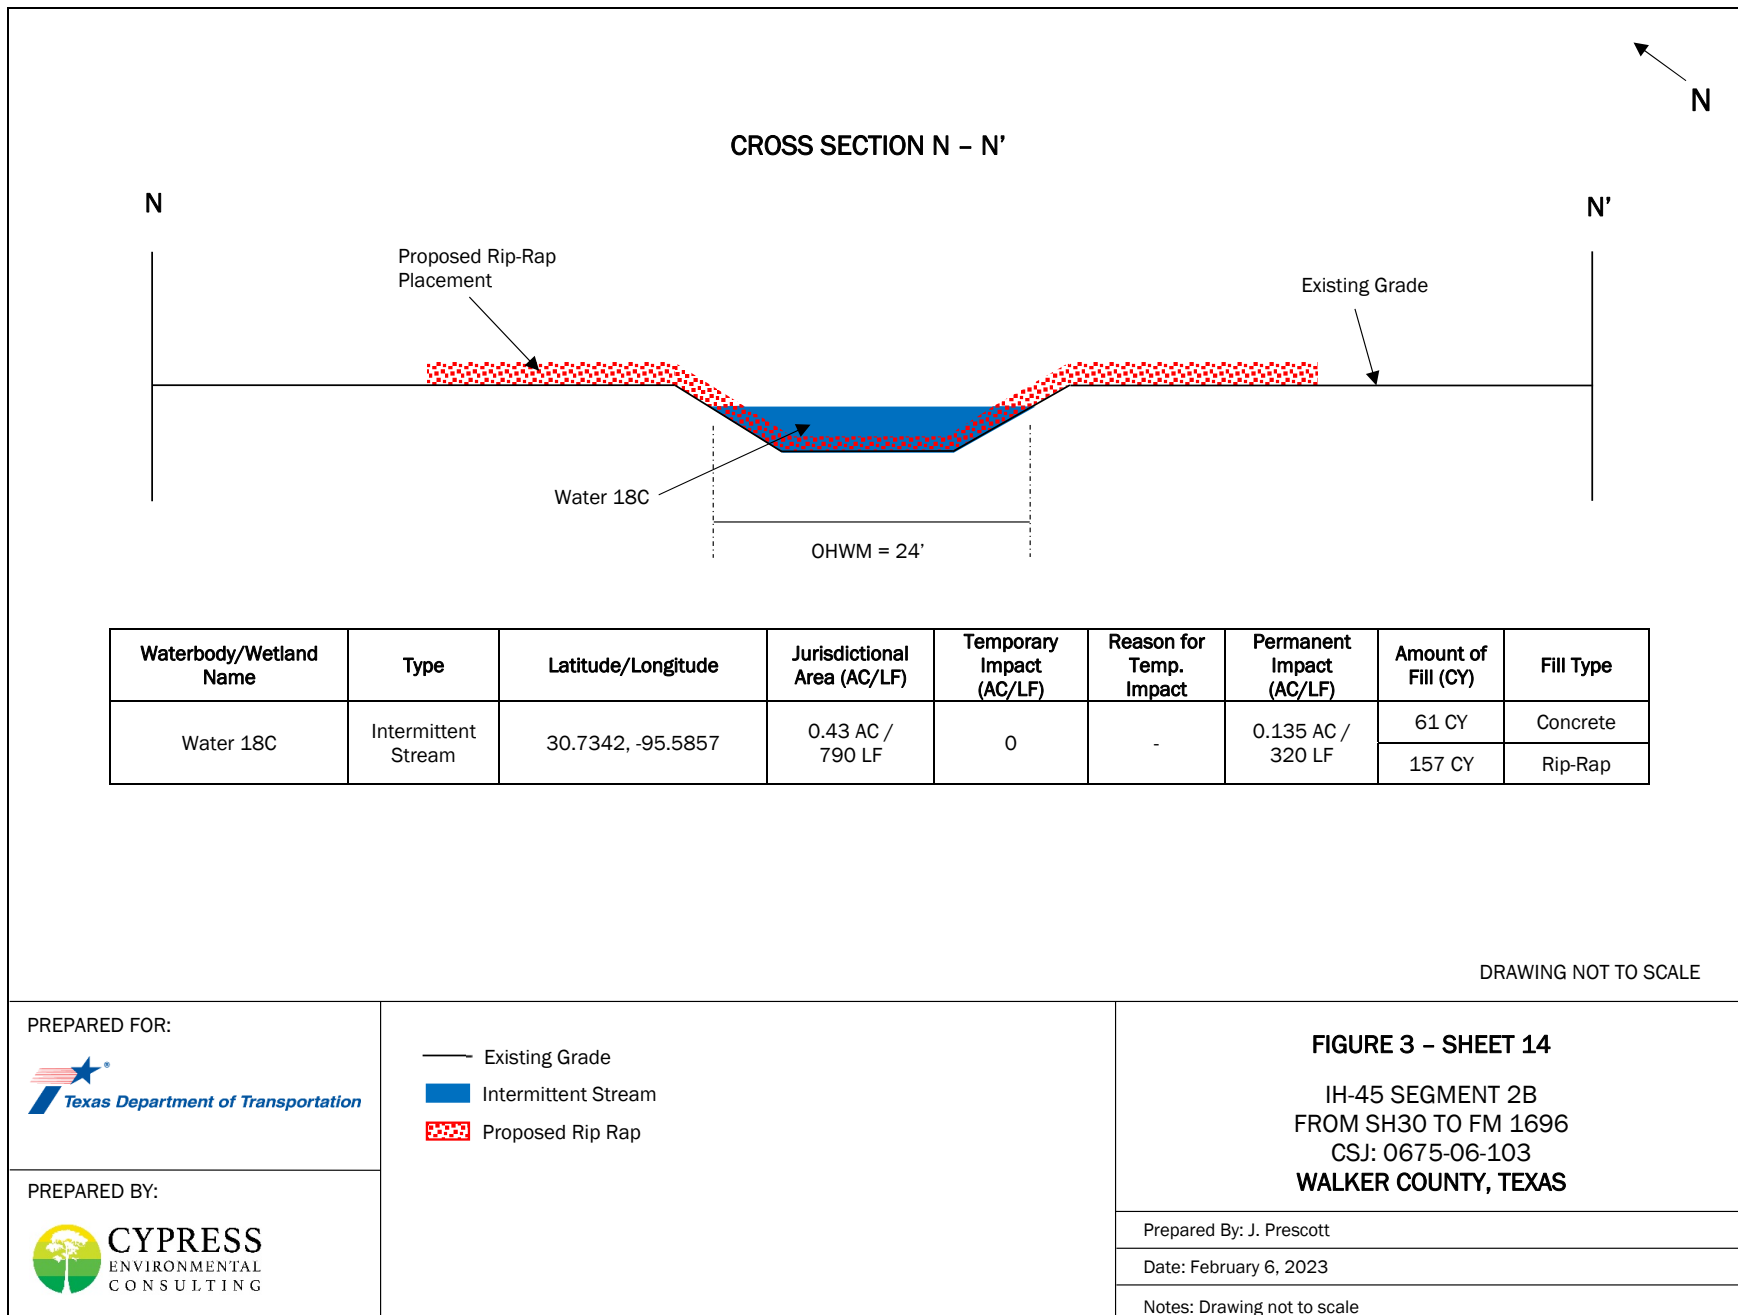 N
CROSS SECTION N – N’
N
N’
Proposed Rip-Rap
Placement
Existing Grade
Water 18C
OHWM = 24’
Waterbody/Wetland
Name
Type
Latitude/Longitude
Jurisdictional
Area (AC/LF)
Temporary
Impact
(AC/LF)
Reason for
Temp.
Impact
Permanent
Impact
(AC/LF)
Amount of
Fill (CY)
Fill Type
Water 18C
Intermittent
Stream
30.7342, -95.5857
0.43 AC /
790 LF
0
-
0.135 AC /
320 LF
61 CY
Concrete
157 CY
Rip-Rap
DRAWING NOT TO SCALE
PREPARED FOR:
Texas Department of Transportation
®
PREPARED BY:
CYPRESS
ENVIRONMENTAL
CONSULTING
Existing Grade
Intermittent Stream
Proposed Rip Rap
FIGURE 3 – SHEET 14
IH-45 SEGMENT 2B
FROM SH30 TO FM 1696
CSJ: 0675-06-103
WALKER COUNTY, TEXAS
Prepared By: J. Prescott
Date: February 6, 2023
Notes: Drawing not to scale